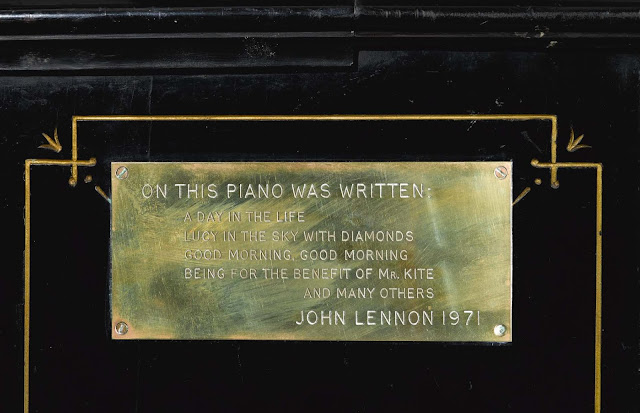 ON THIS PIANO WAS WRITTEN:
A DAY IN THE LIFE
LUCY IN THE SKY WITH DIAMONDS
GOOD MORNING, GOOD MORNING
BEING FOR THE BENEFIT OF MR. KITE
AND MANY OTHERS
JOHN LENNON 1971